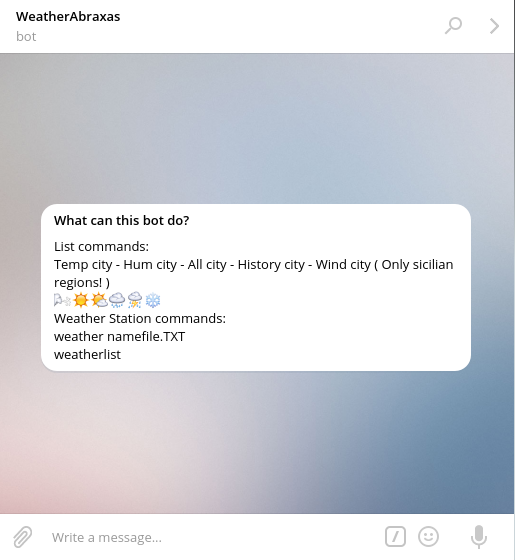 WeatherAbraxas
bot
What can this bot do?
List commands:
Temp city - Hum city - All city - History city - Wind city ( Only sicilian
regions! )
🌬☀🌤🌧⛈❄
Weather Station commands:
weather namefile.TXT
weatherlist
Write a message...